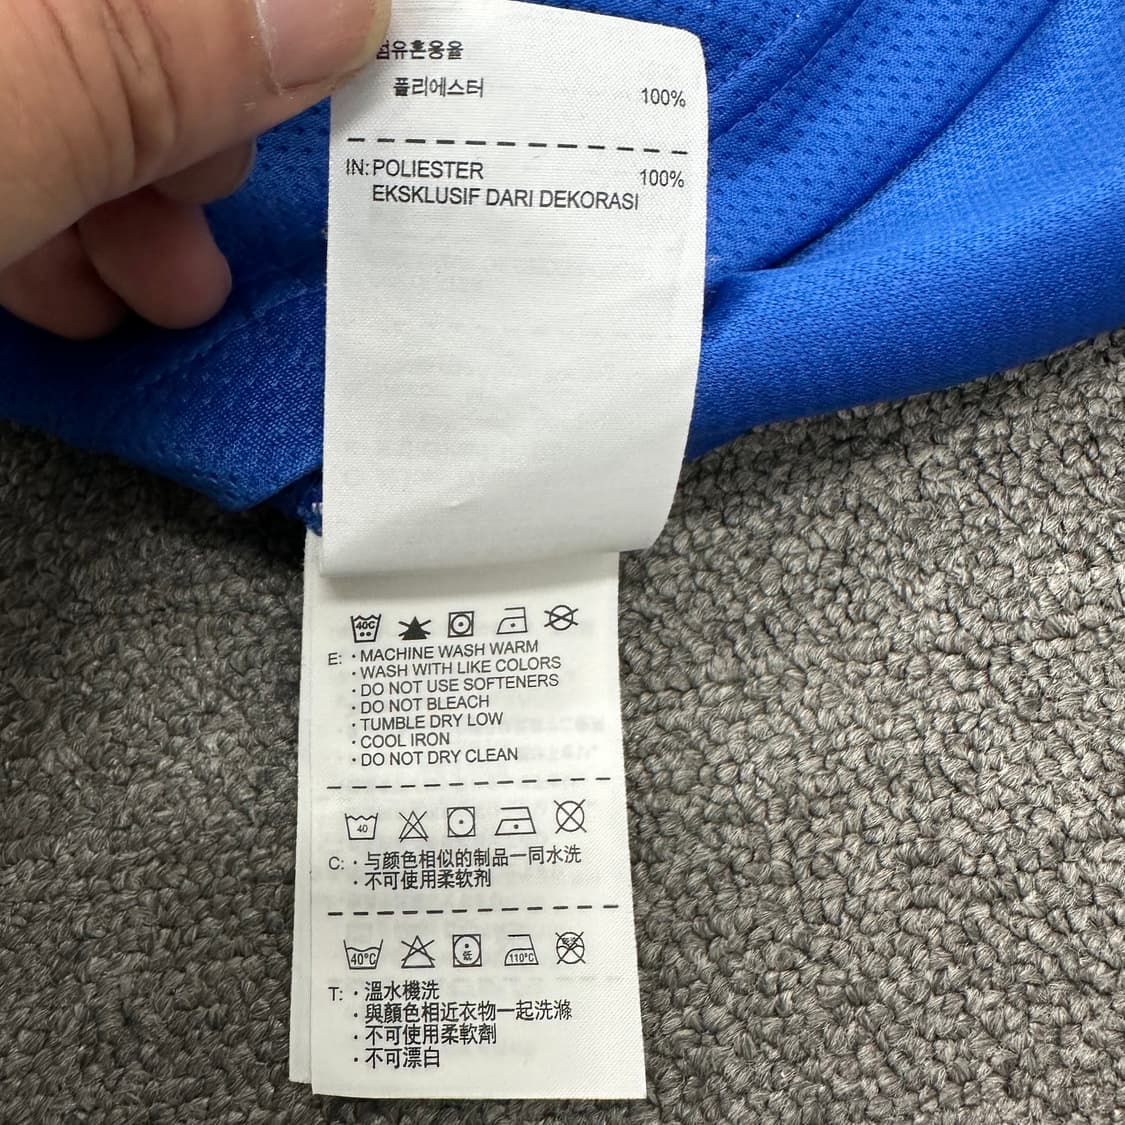 섬유혼용율
폴리에스터 100%
IN: POLIESTER 100%
EKSKLUSIF DARI DEKORASI
40C
E: · MACHINE WASH WARM
· WASH WITH LIKE COLORS
· DO NOT USE SOFTENERS
· DO NOT BLEACH
· TUMBLE DRY LOW
· COOL IRON
· DO NOT DRY CLEAN
40
C: · 与颜色相似的制品一同水洗
· 不可使用柔软剂
40°C 低 110°C
T: · 溫水機洗
· 與顏色相近衣物一起洗滌
· 不可使用柔軟劑
· 不可漂白